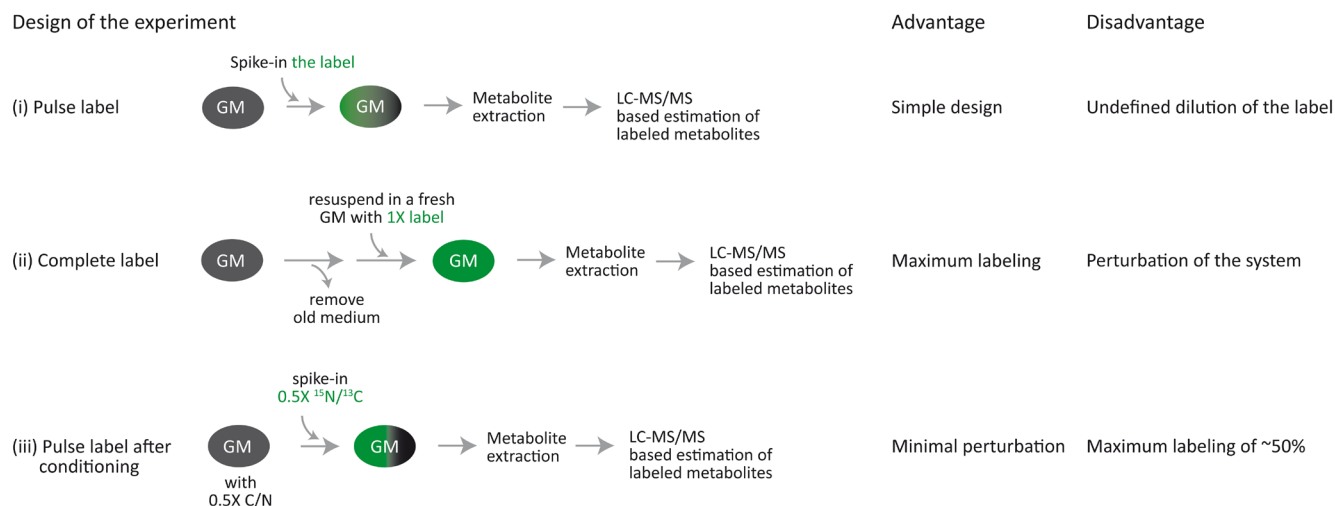 Design of the experiment
Advantage
Disadvantage
Spike-in the label
(i) Pulse label
GM
GM
Metabolite
extraction
LC-MS/MS
based estimation of
labeled metabolites
Simple design
Undefined dilution of the label
resuspend in a fresh
GM with 1X label
(ii) Complete label
GM
remove
old medium
GM
Metabolite
extraction
LC-MS/MS
based estimation of
labeled metabolites
Maximum labeling
Perturbation of the system
spike-in
0.5X ¹⁵N/¹³C
(iii) Pulse label after
conditioning
GM
with
0.5X C/N
GM
Metabolite
extraction
LC-MS/MS
based estimation of
labeled metabolites
Minimal perturbation
Maximum labeling of ~50%